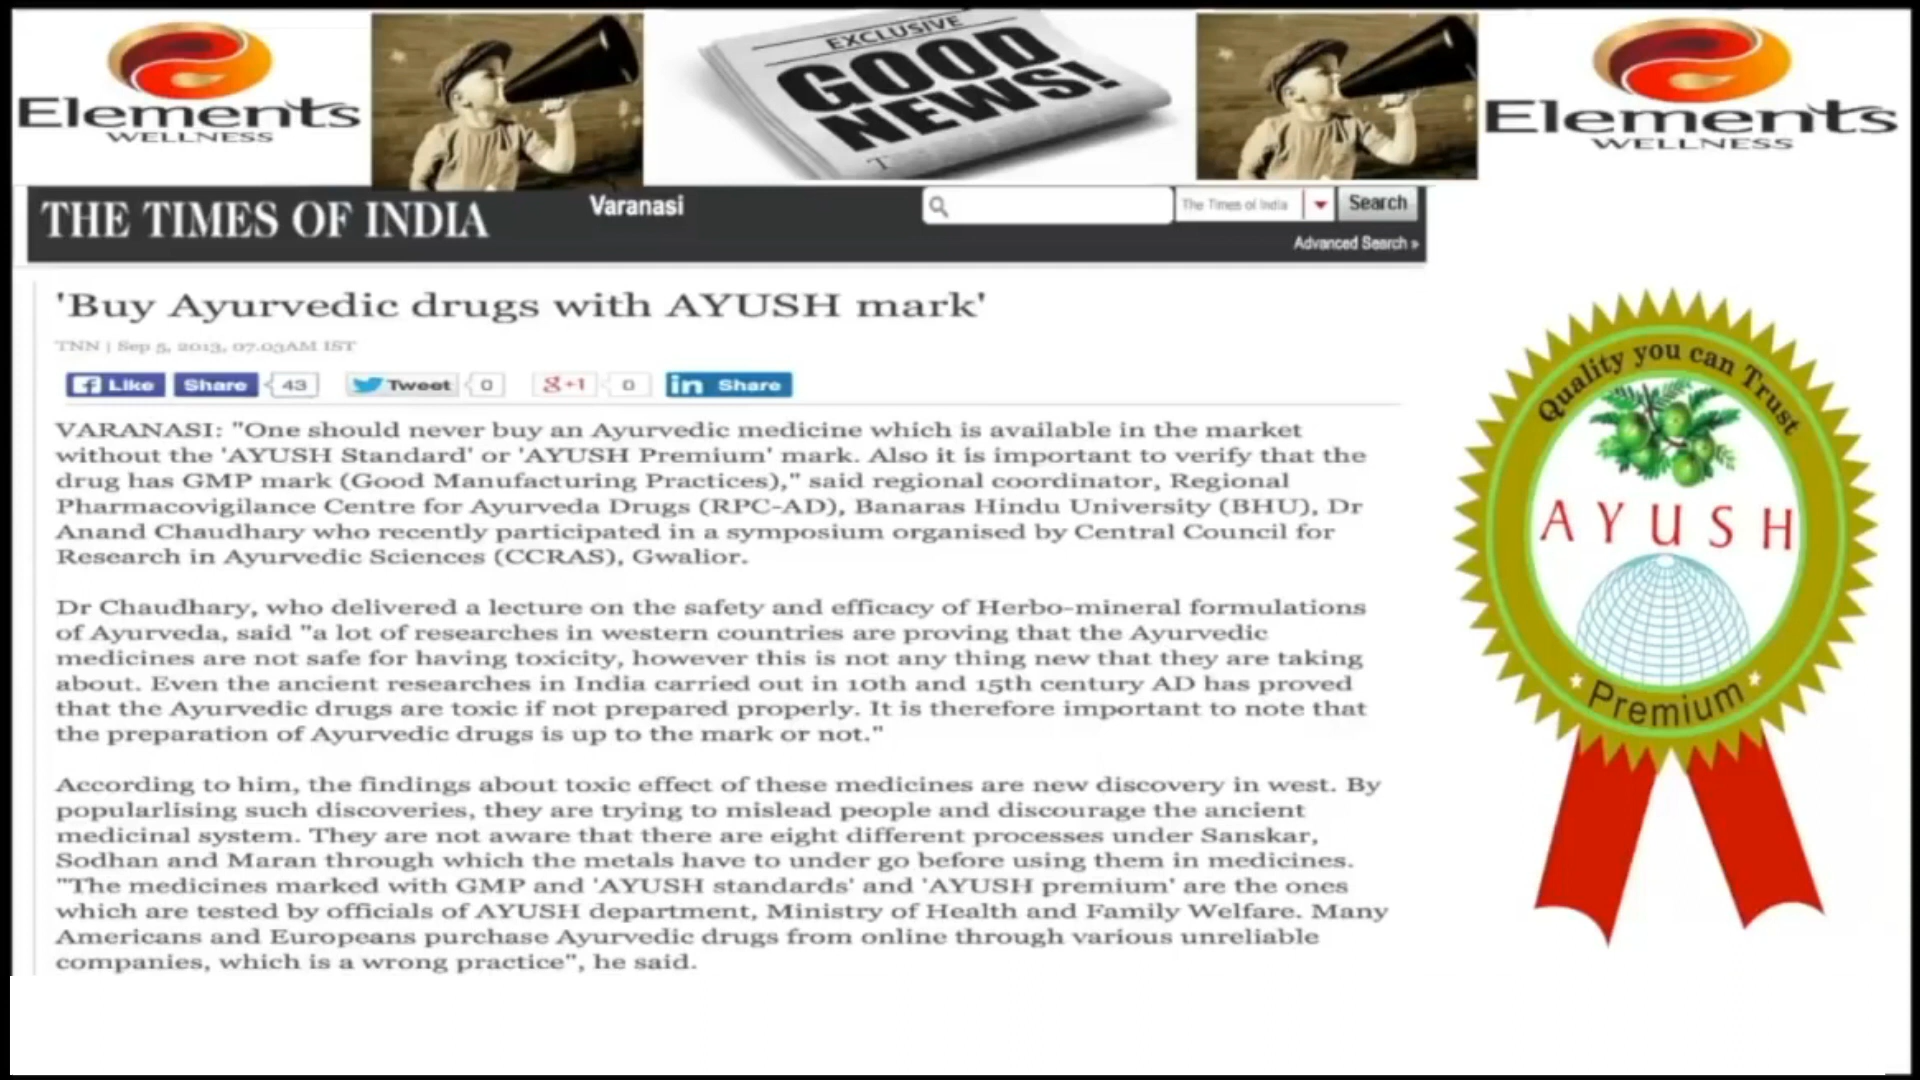 Elements
WELLNESS
EXCLUSIVE
GOOD
NEWS!
Elements
WELLNESS
THE TIMES OF INDIA
Varanasi
The Times of India
Search
Advanced Search »
'Buy Ayurvedic drugs with AYUSH mark'
TNN | Sep 5, 2013, 07.03AM IST
Like
Share
43
Tweet
0
g+1
0
in Share
VARANASI: "One should never buy an Ayurvedic medicine which is available in the market
without the 'AYUSH Standard' or 'AYUSH Premium' mark. Also it is important to verify that the
drug has GMP mark (Good Manufacturing Practices)," said regional coordinator, Regional
Pharmacovigilance Centre for Ayurveda Drugs (RPC-AD), Banaras Hindu University (BHU), Dr
Anand Chaudhary who recently participated in a symposium organised by Central Council for
Research in Ayurvedic Sciences (CCRAS), Gwalior.
Dr Chaudhary, who delivered a lecture on the safety and efficacy of Herbo-mineral formulations
of Ayurveda, said "a lot of researches in western countries are proving that the Ayurvedic
medicines are not safe for having toxicity, however this is not any thing new that they are taking
about. Even the ancient researches in India carried out in 10th and 15th century AD has proved
that the Ayurvedic drugs are toxic if not prepared properly. It is therefore important to note that
the preparation of Ayurvedic drugs is up to the mark or not."
According to him, the findings about toxic effect of these medicines are new discovery in west. By
popularlising such discoveries, they are trying to mislead people and discourage the ancient
medicinal system. They are not aware that there are eight different processes under Sanskar,
Sodhan and Maran through which the metals have to under go before using them in medicines.
"The medicines marked with GMP and 'AYUSH standards' and 'AYUSH premium' are the ones
which are tested by officials of AYUSH department, Ministry of Health and Family Welfare. Many
Americans and Europeans purchase Ayurvedic drugs from online through various unreliable
companies, which is a wrong practice", he said.
Quality you can Trust
AYUSH
Premium